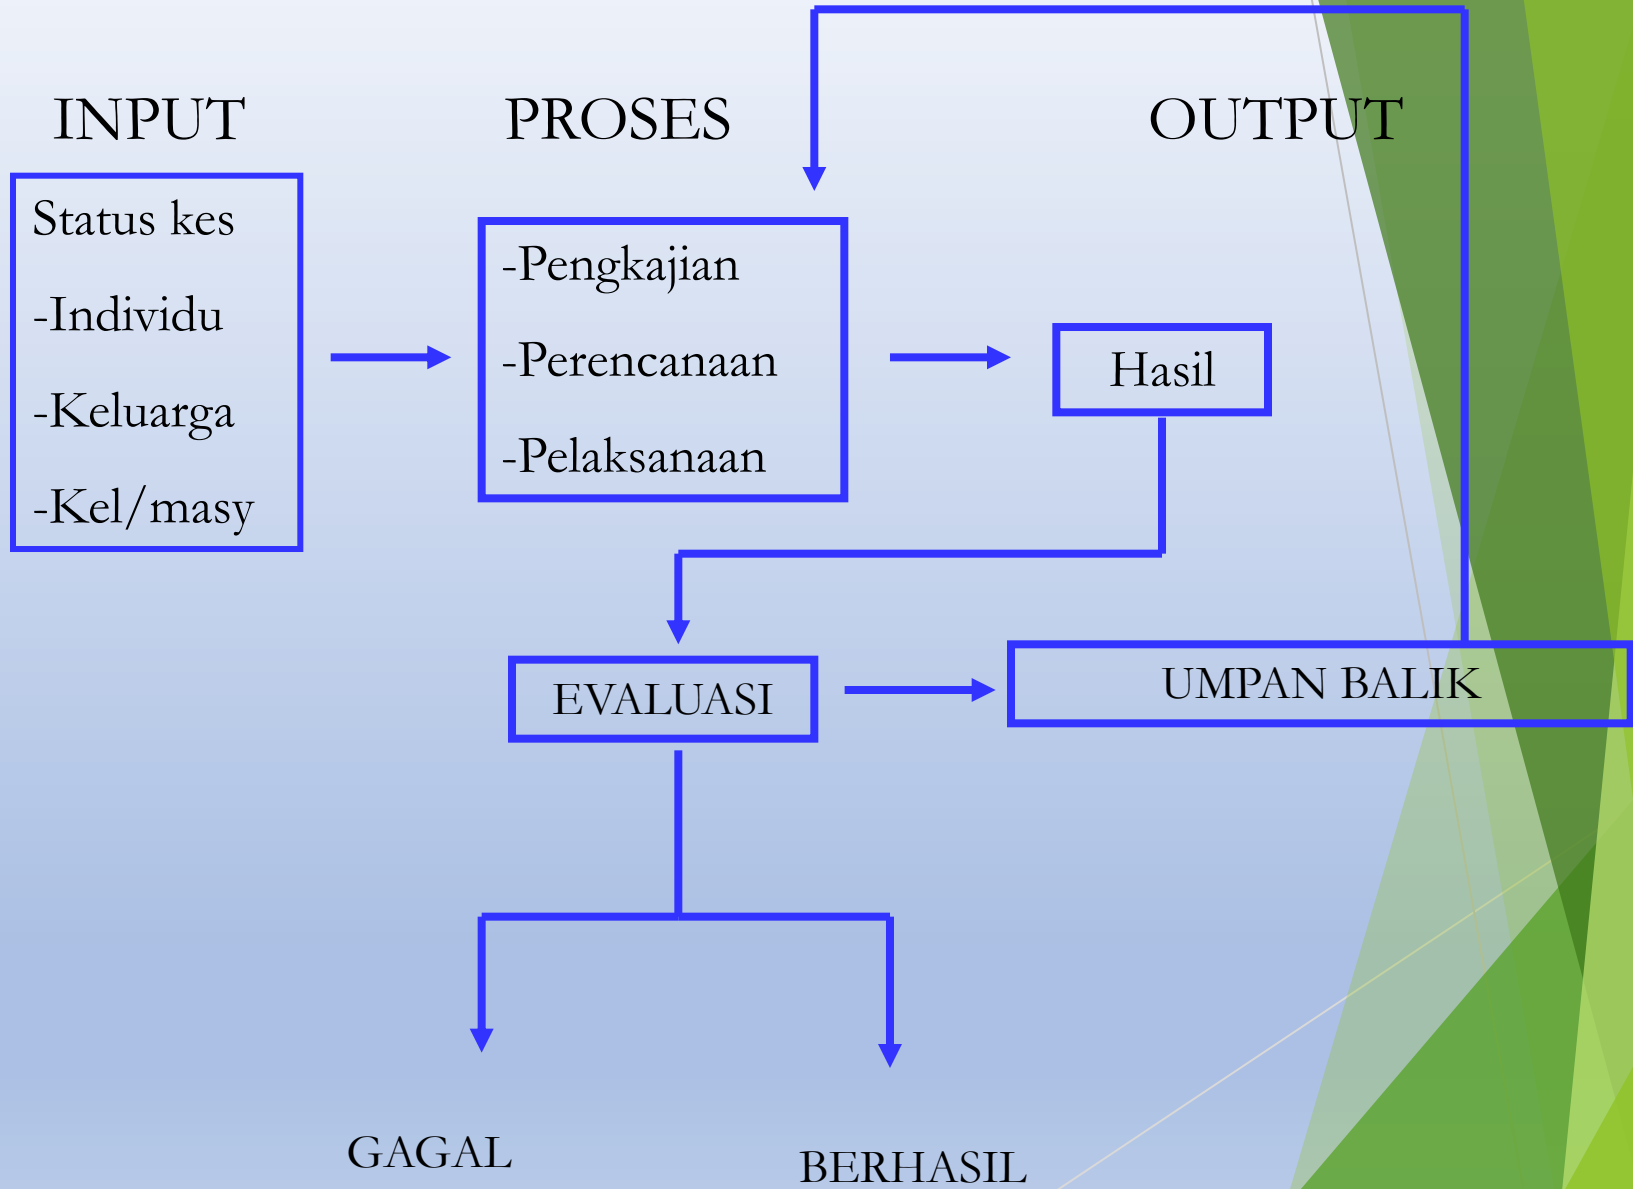 INPUT
PROSES
OUTPUT
Status kes
-Individu
-Keluarga
-Kel/masy
-Pengkajian
-Perencanaan
-Pelaksanaan
Hasil
EVALUASI
UMPAN BALIK
GAGAL
BERHASIL